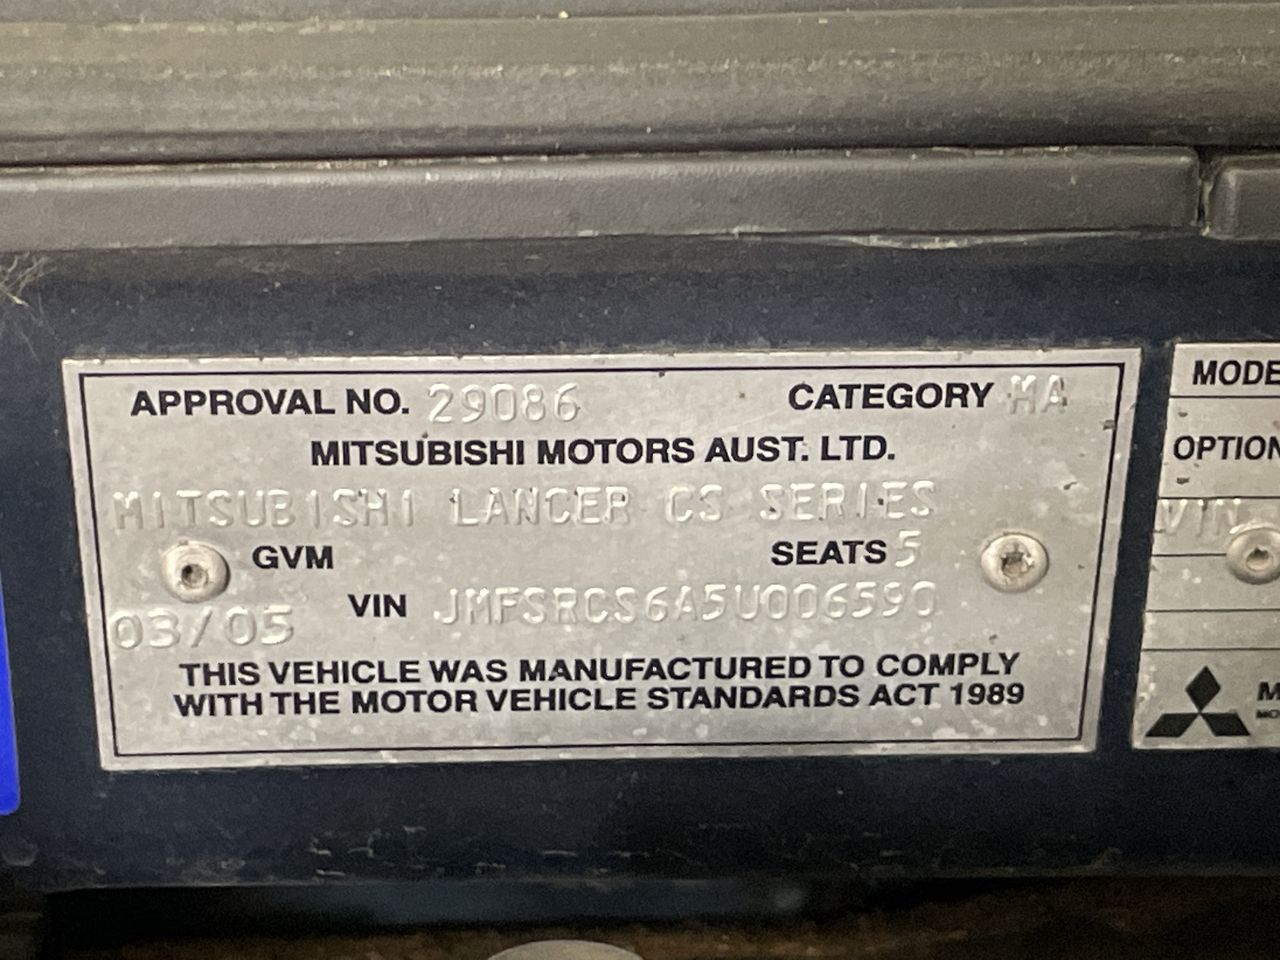 APPROVAL NO. 29086 CATEGORY MA
MITSUBISHI MOTORS AUST. LTD.
MITSUBISHI LANCER CS SERIES
GVM SEATS 5
VIN JMFSRCS6A5U006590
03/05
THIS VEHICLE WAS MANUFACTURED TO COMPLY
WITH THE MOTOR VEHICLE STANDARDS ACT 1989
MODE
OPTION
VIN